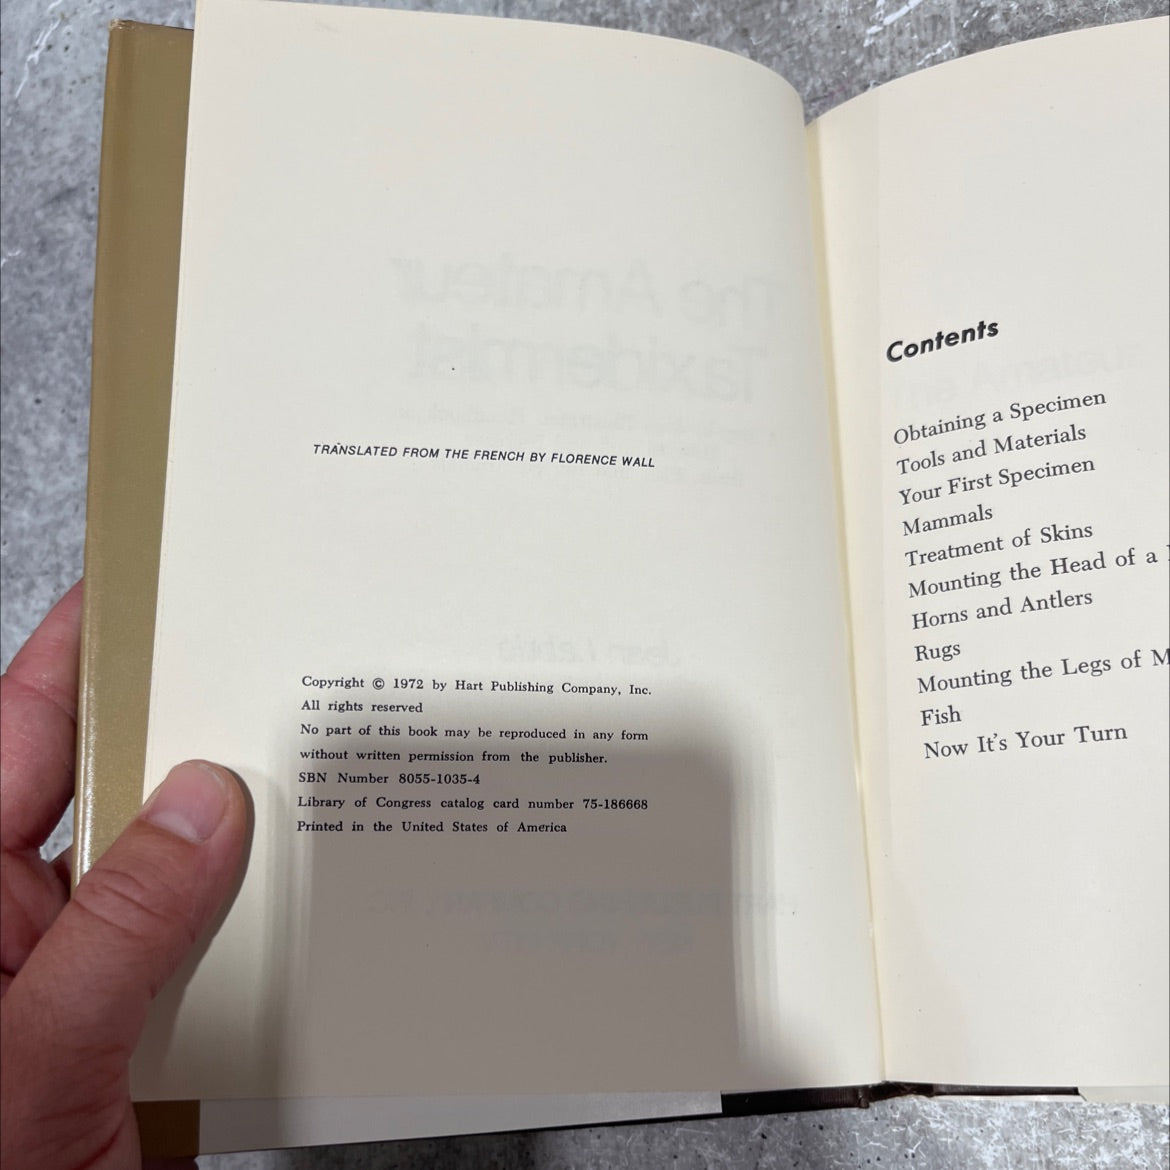 TRANSLATED FROM THE FRENCH BY FLORENCE WALL
Copyright © 1972 by Hart Publishing Company, Inc.
All rights reserved
No part of this book may be reproduced in any form
without written permission from the publisher.
SBN Number 8055-1035-4
Library of Congress catalog card number 75-186668
Printed in the United States of America
Contents
Obtaining a Specimen
Tools and Materials
Your First Specimen
Mammals
Treatment of Skins
Mounting the Head of a
Horns and Antlers
Rugs
Mounting the Legs of M
Fish
Now It's Your Turn